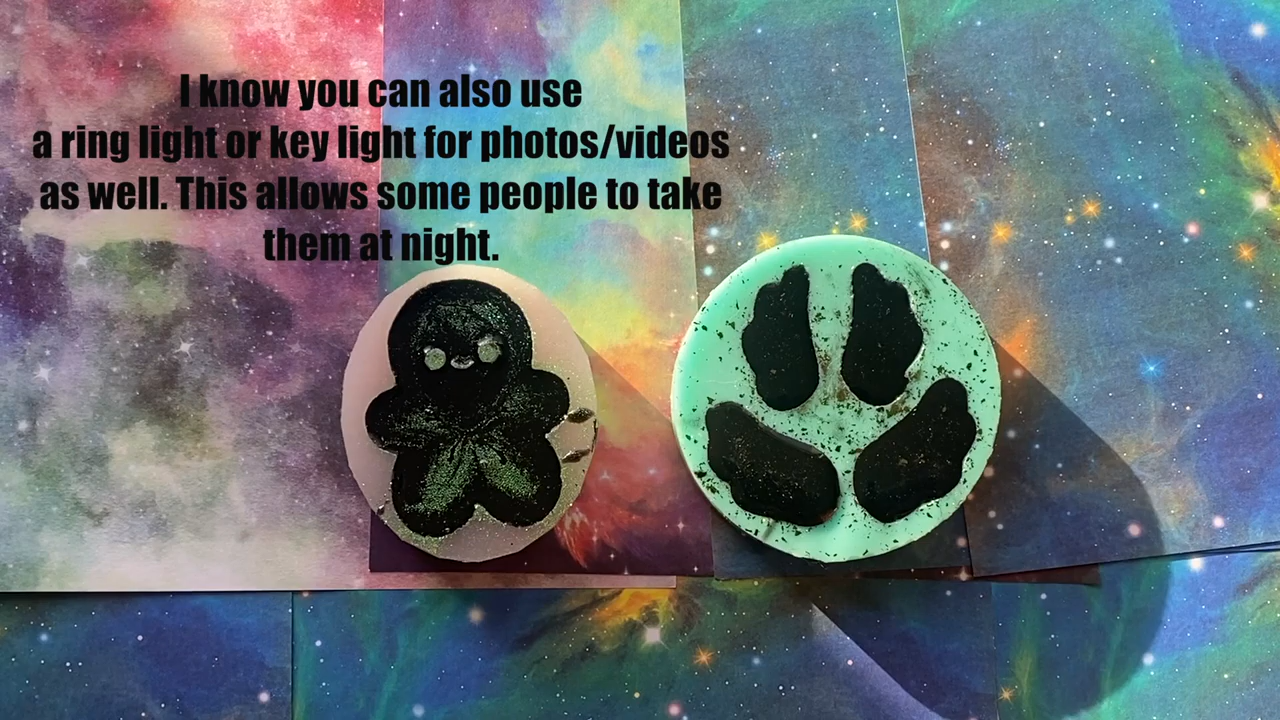 I know you can also use
a ring light or key light for photos/videos
as well. This allows some people to take
them at night.